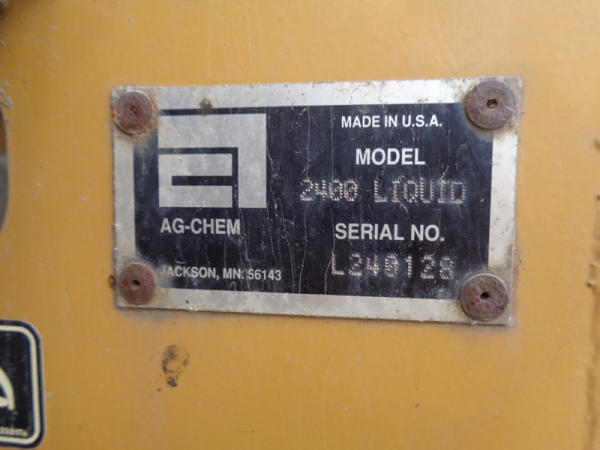 MADE IN U.S.A.
MODEL
2400 LIQUID
AG-CHEM
SERIAL NO.
L240128
JACKSON, MN. 56143